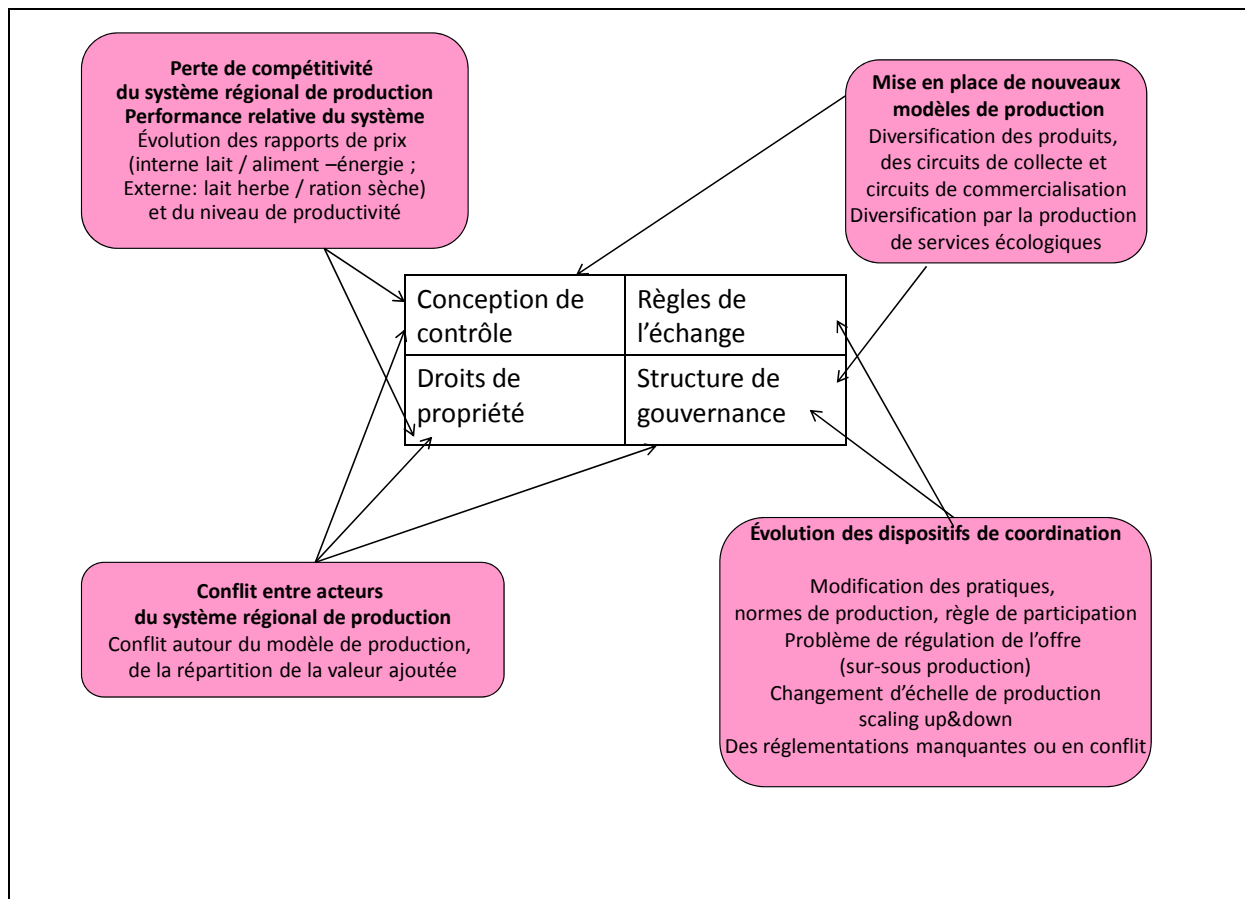 Perte de compétitivité
du système régional de production
Performance relative du système
Évolution des rapports de prix
(interne lait / aliment –énergie ;
Externe: lait herbe / ration sèche)
et du niveau de productivité
Mise en place de nouveaux
modèles de production
Diversification des produits,
des circuits de collecte et
circuits de commercialisation
Diversification par la production
de services écologiques
Conception de
contrôle
Règles de
l’échange
Droits de
propriété
Structure de
gouvernance
Conflit entre acteurs
du système régional de production
Conflit autour du modèle de production,
de la répartition de la valeur ajoutée
Évolution des dispositifs de coordination
Modification des pratiques,
normes de production, règle de participation
Problème de régulation de l’offre
(sur-sous production)
Changement d’échelle de production
scaling up&down
Des réglementations manquantes ou en conflit